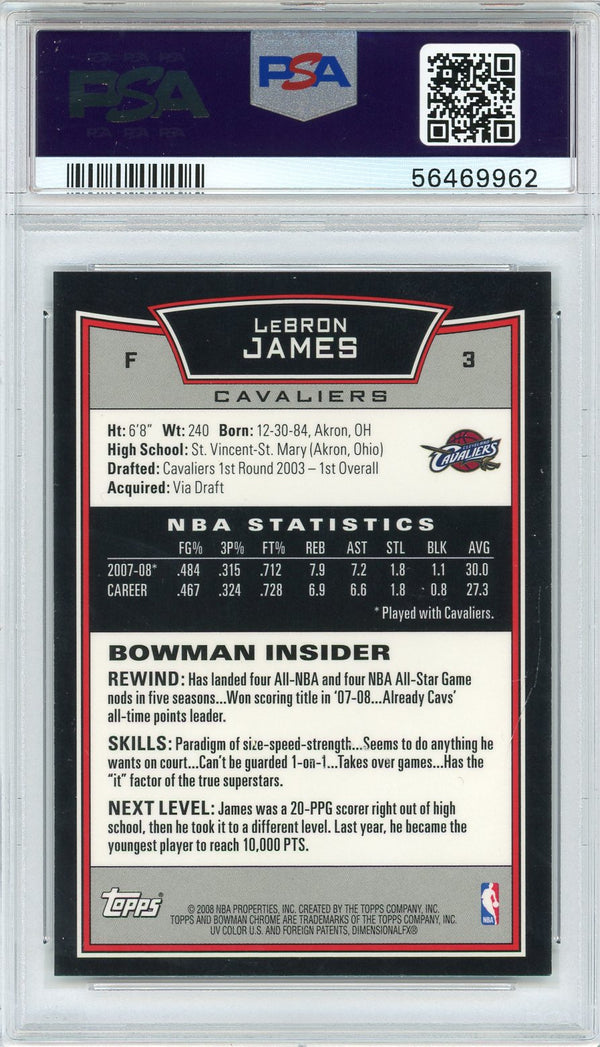 PSA
PSA
PSA PSA PSA
56469962
LeBRON
JAMES
F
3
CAVALIERS
Ht: 6'8" Wt: 240 Born: 12-30-84, Akron, OH
High School: St. Vincent-St. Mary (Akron, Ohio)
Drafted: Cavaliers 1st Round 2003 – 1st Overall
Acquired: Via Draft
CLEVELAND
CAVALIERS
NBA STATISTICS
FG% 3P% FT% REB AST STL BLK AVG
2007-08* .484 .315 .712 7.9 7.2 1.8 1.1 30.0
CAREER .467 .324 .728 6.9 6.6 1.8 0.8 27.3
*Played with Cavaliers.
BOWMAN INSIDER
REWIND: Has landed four All-NBA and four NBA All-Star Game
nods in five seasons...Won scoring title in '07-08...Already Cavs'
all-time points leader.
SKILLS: Paradigm of size-speed-strength...Seems to do anything he
wants on court...Can't be guarded 1-on-1...Takes over games...Has the
"it" factor of the true superstars.
NEXT LEVEL: James was a 20-PPG scorer right out of high
school, then he took it to a different level. Last year, he became the
youngest player to reach 10,000 PTS.
Topps
© 2008 NBA PROPERTIES, INC. CREATED BY THE TOPPS COMPANY, INC.
TOPPS AND BOWMAN CHROME ARE TRADEMARKS OF THE TOPPS COMPANY, INC.
UV COLOR U.S. AND FOREIGN PATENTS, DIMENSIONALFX®
NBA